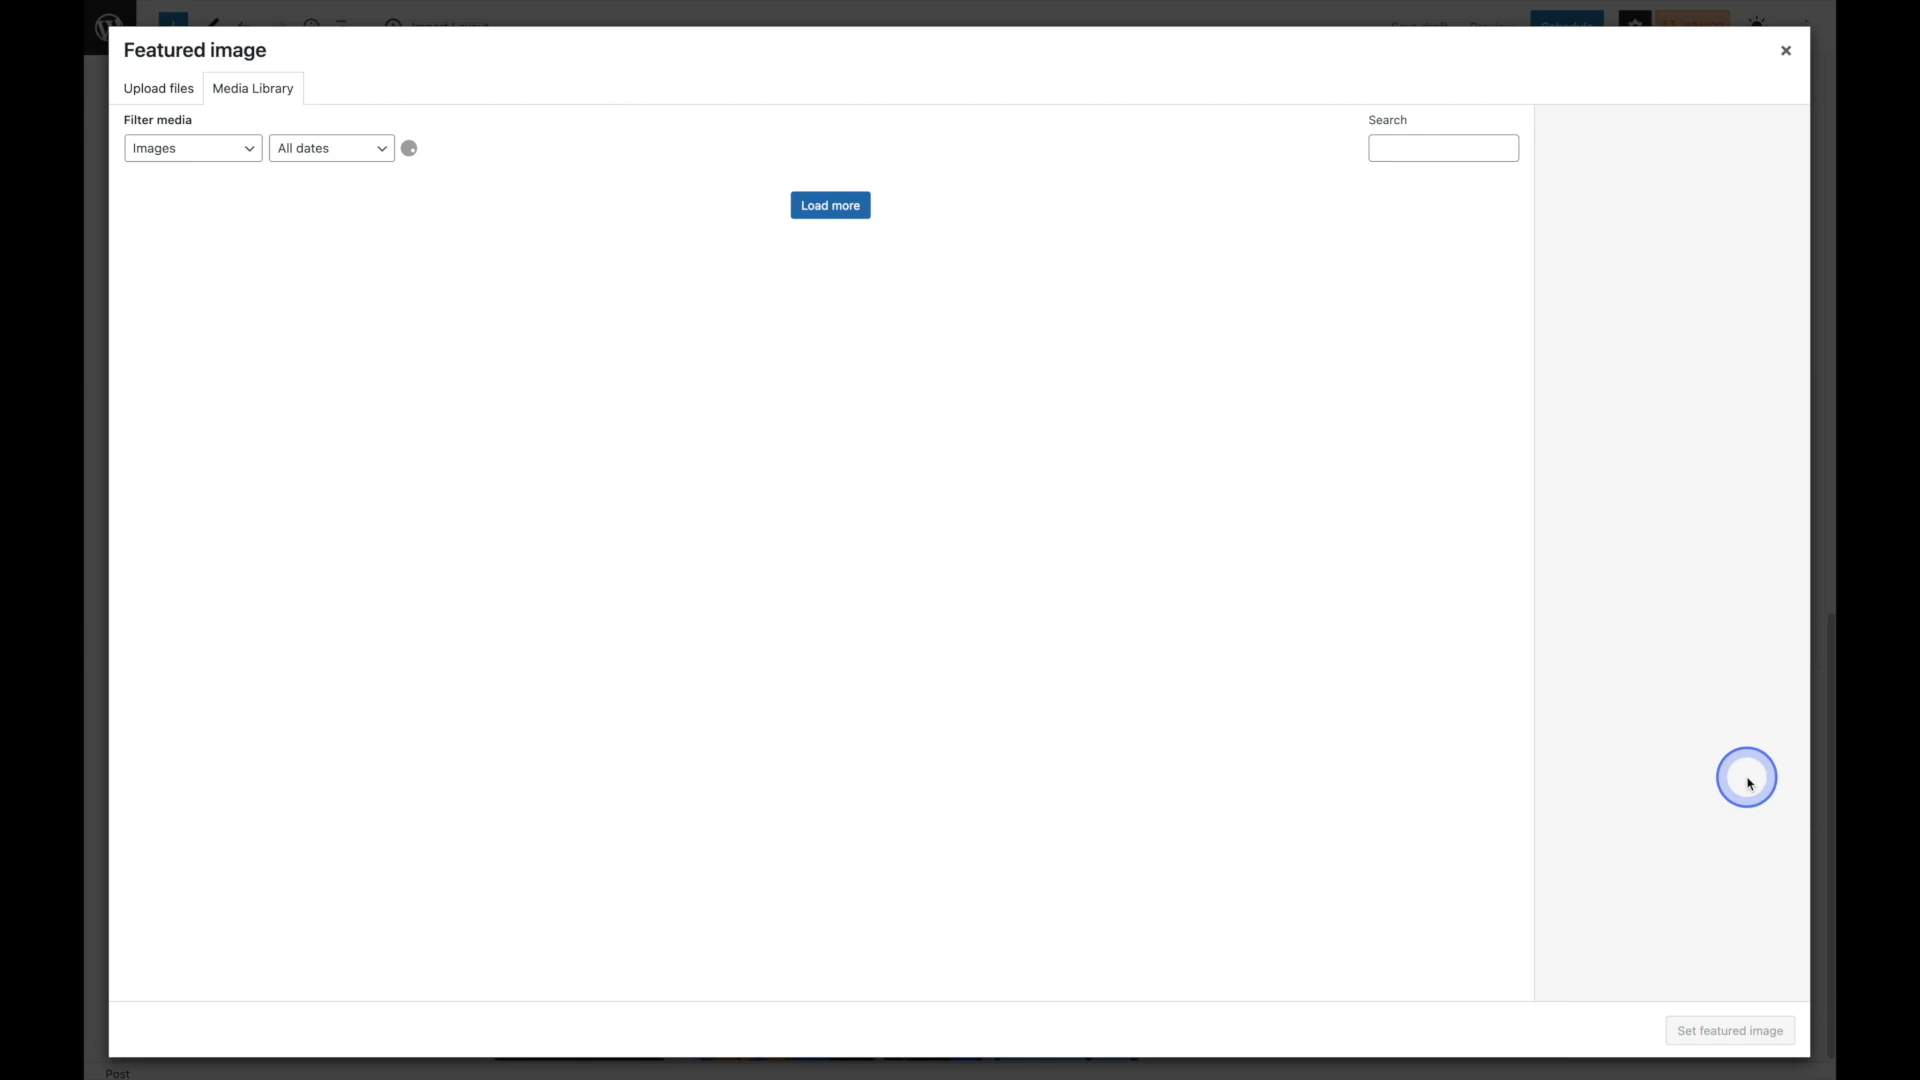 Featured image
Upload files
Media Library
Filter media
Search
Images
All dates
Load more
Set featured image
Post